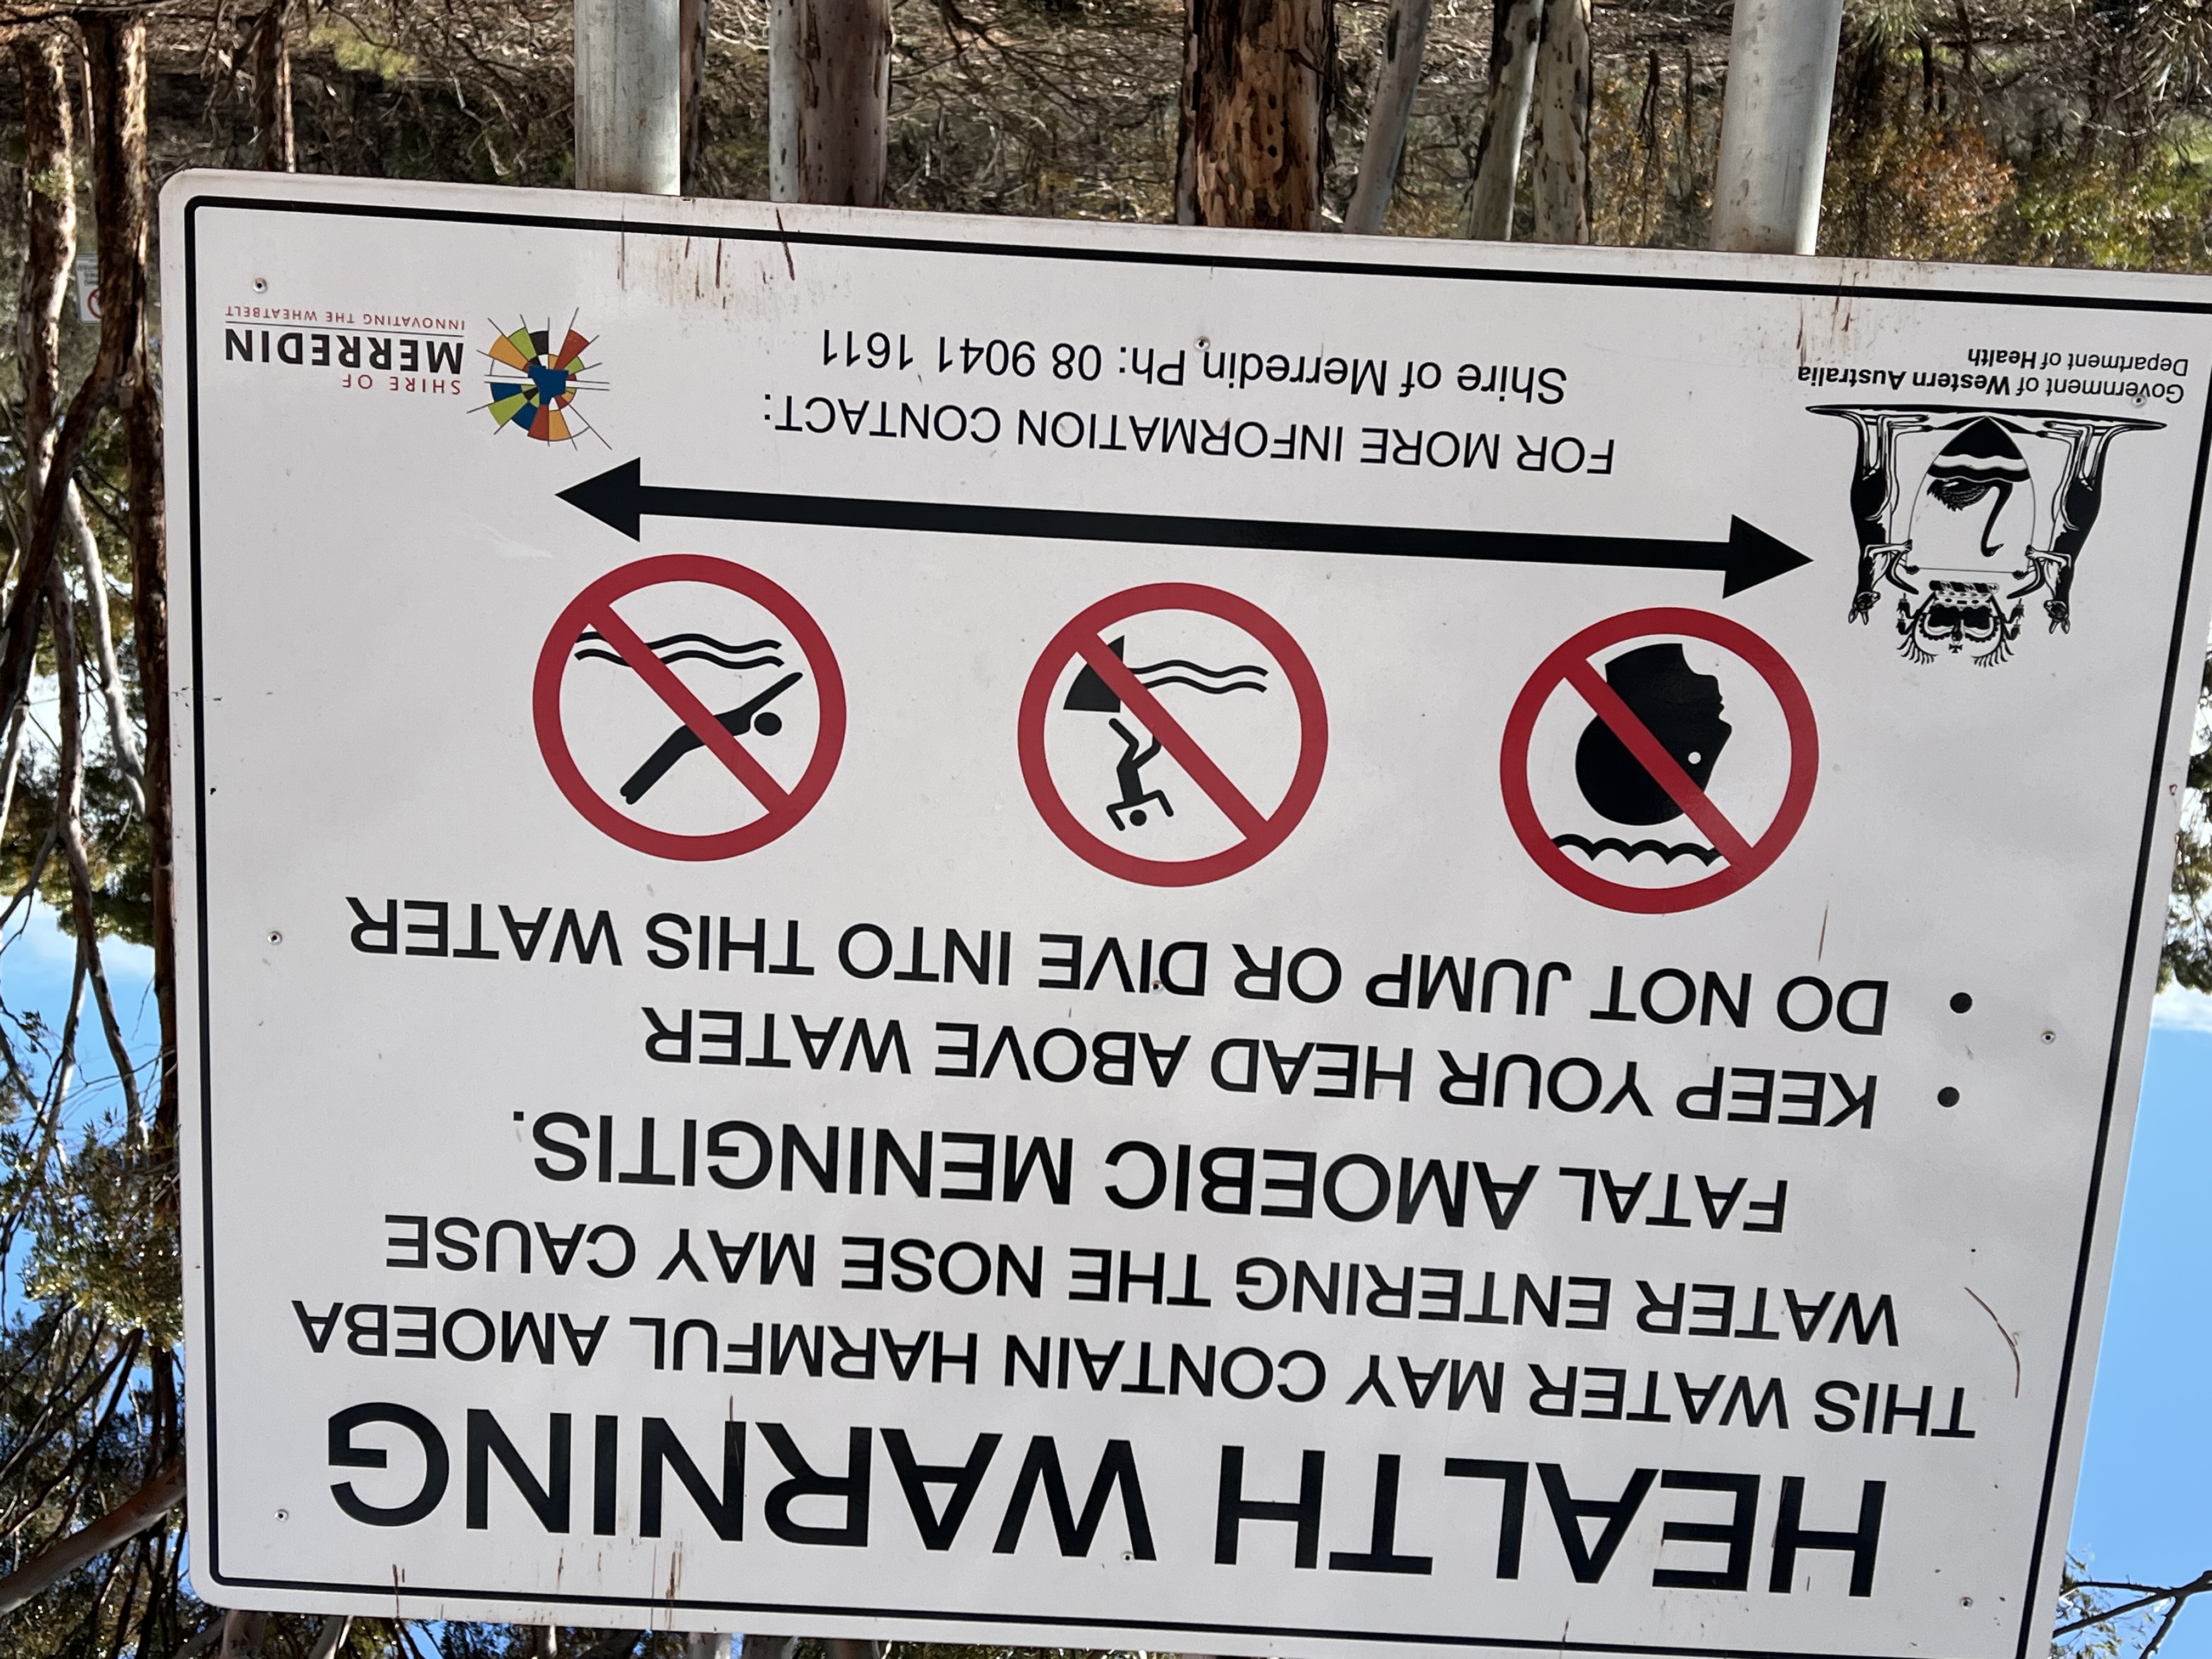 HEALTH WARNING
THIS WATER MAY CONTAIN HARMFUL AMOEBA
WATER ENTERING THE NOSE MAY CAUSE
FATAL AMOEBIC MENINGITIS.
• KEEP YOUR HEAD ABOVE WATER
• DO NOT JUMP OR DIVE INTO THIS WATER
Government of Western Australia
Department of Health
FOR MORE INFORMATION CONTACT:
Shire of Merredin Ph: 08 9041 1611
SHIRE OF
MERREDIN
INNOVATING THE WHEATBELT